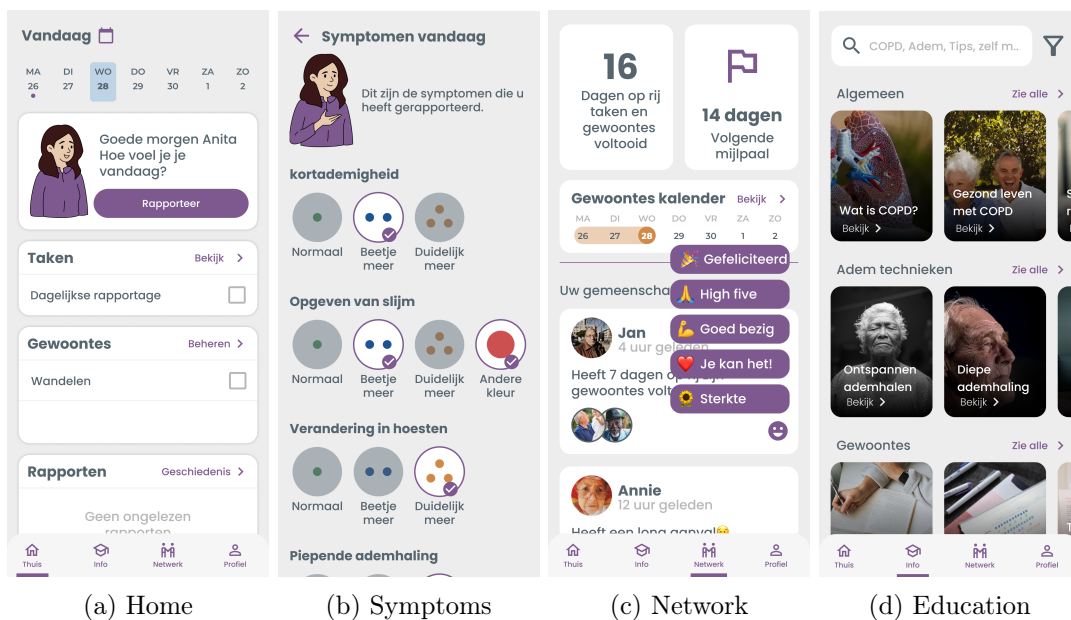 Vandaag
MA DI WO DO VR ZA ZO
26 27 28 29 30 1 2
Goede morgen Anita
Hoe voel je je
vandaag?
Rapporteer
Taken Bekijk
Dagelijkse rapportage
Gewoontes Beheren
Wandelen
Rapporten Geschiedenis
Geen ongelezen
rapporten
Thuis Info Netwerk Profiel
(a) Home
Symptomen vandaag
Dit zijn de symptomen die u
heeft gerapporteerd.
kortademigheid
Normaal Beetje meer Duidelijk meer
Opgeven van slijm
Normaal Beetje meer Duidelijk meer Andere kleur
Verandering in hoesten
Normaal Beetje meer Duidelijk meer
Piepende ademhaling
Thuis Info Netwerk Profiel
(b) Symptoms
16
Dagen op rij
taken en
gewoontes
voltooid
14 dagen
Volgende
mijlpaal
Gewoontes kalender Bekijk
MA DI WO DO VR ZA ZO
26 27 28 29 30 1 2
Gefeliciteerd
Uw gemeenscha
High five
Goed bezig
Je kan het!
Sterkte
Jan
4 uur geleden
Heeft 7 dagen op rij zijn
gewoontes volt
Annie
12 uur geleden
Heeft een long aanval
Thuis Info Netwerk Profiel
(c) Network
COPD, Adem, Tips, zelf m..
Algemeen Zie alle
Wat is COPD?
Bekijk
Gezond leven
met COPD
Bekijk
Adem technieken Zie alle
Ontspannen
ademhalen
Bekijk
Diepe
ademhaling
Bekijk
Gewoontes Zie alle
Thuis Info Netwerk Profiel
(d) Education